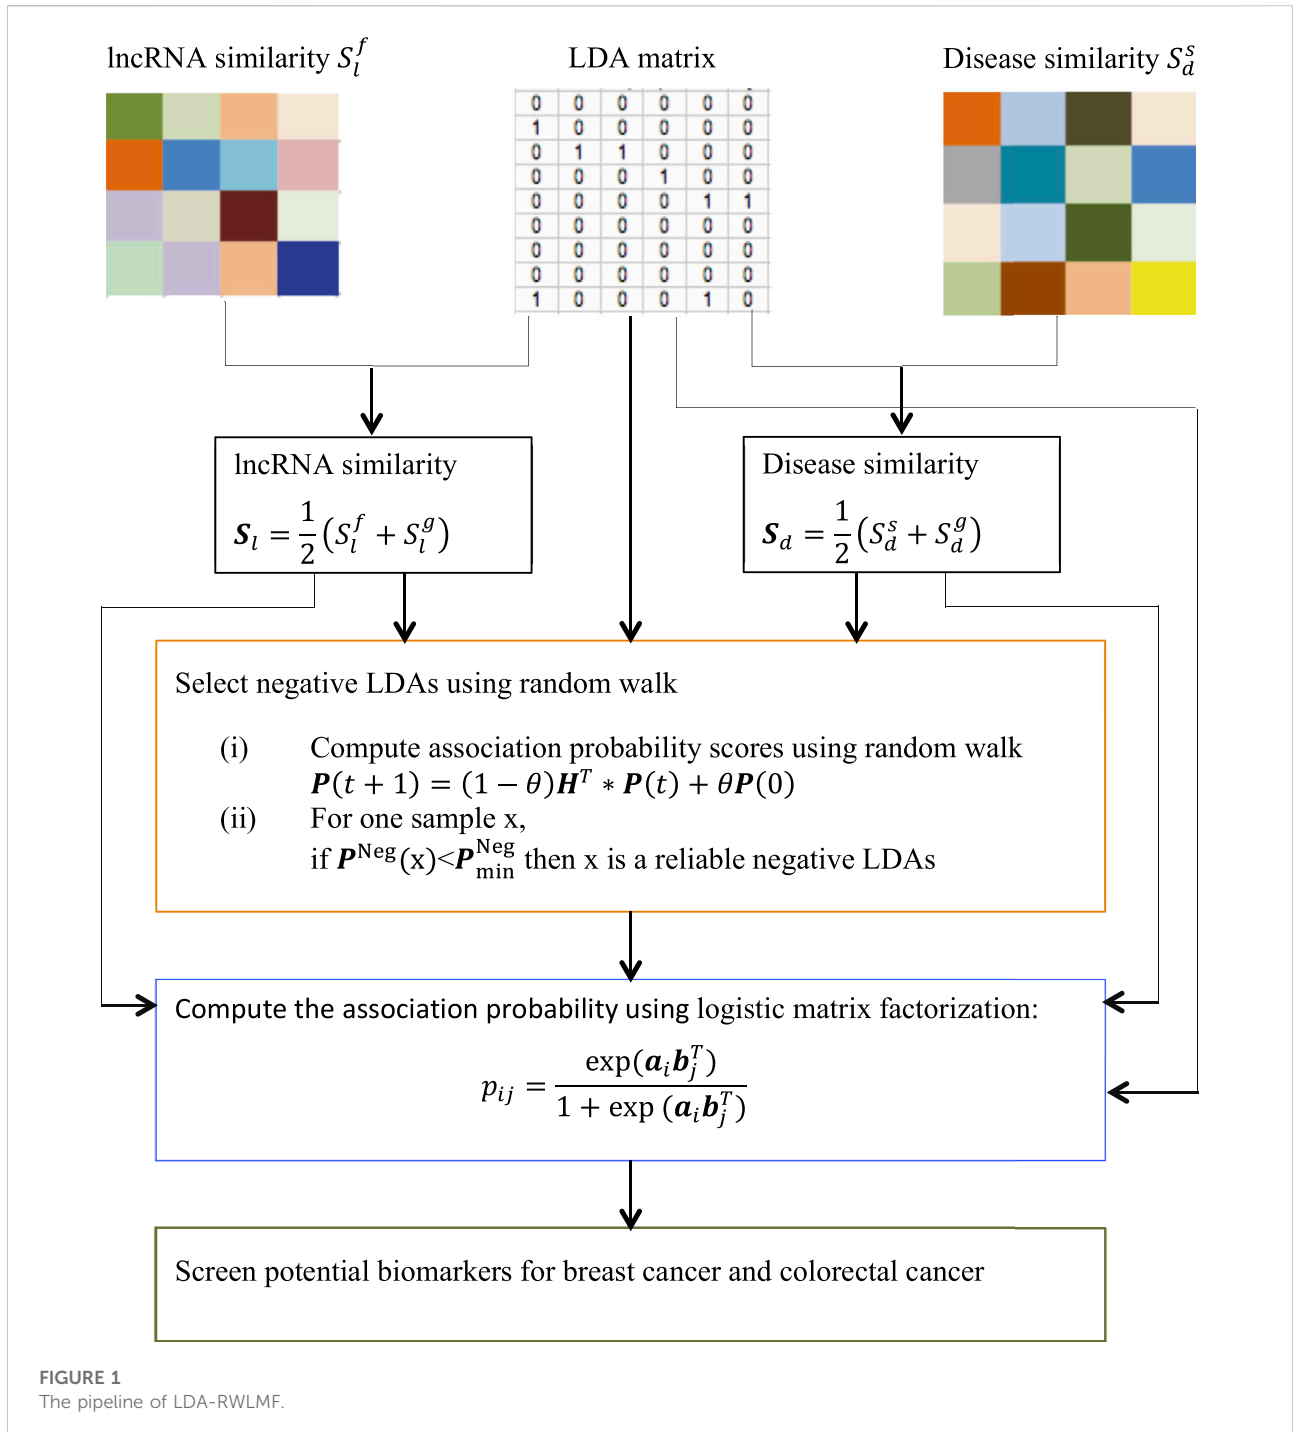 lncRNA similarity S_l^f
LDA matrix
Disease similarity S_d^s
0 0 0 0 0 0
1 0 0 0 0 0
0 1 1 0 0 0
0 0 0 1 0 0
0 0 0 0 1 1
0 0 0 0 0 0
0 0 0 0 0 0
0 0 0 0 0 0
1 0 0 0 1 0
lncRNA similarity
S_l = 1/2 (S_l^f + S_l^g)
Disease similarity
S_d = 1/2 (S_d^s + S_d^g)
Select negative LDAs using random walk
(i) Compute association probability scores using random walk
P(t + 1) = (1 − θ)H^T ∗ P(t) + θP(0)
(ii) For one sample x,
if P^Neg(x)<P_min^Neg then x is a reliable negative LDAs
Compute the association probability using logistic matrix factorization:
p_ij = exp(a_i b_j^T) / 1 + exp (a_i b_j^T)
Screen potential biomarkers for breast cancer and colorectal cancer
FIGURE 1
The pipeline of LDA-RWLMF.